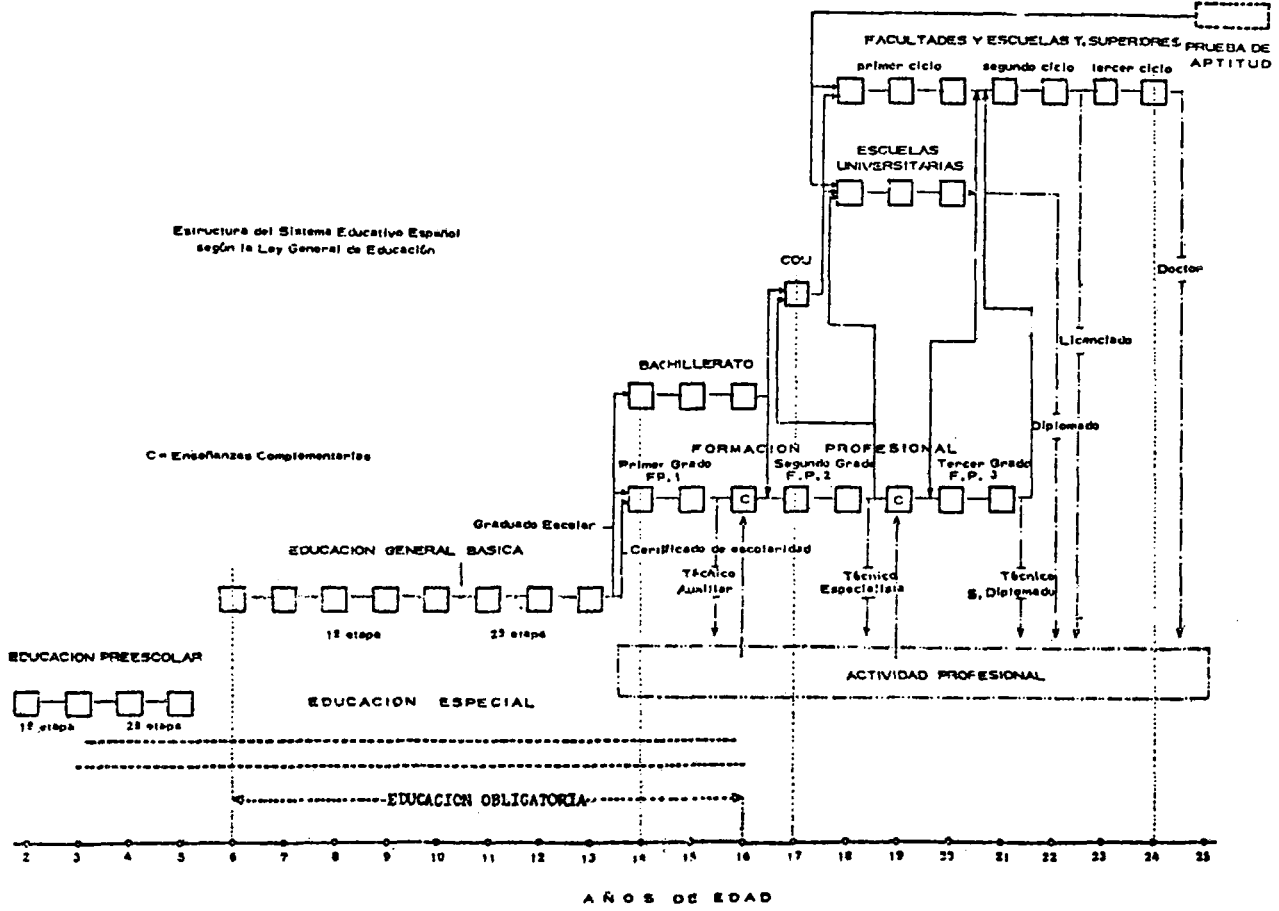 FACULTADES Y ESCUELAS T. SUPERIORES
PRUEBA DE
APTITUD
primer ciclo
segundo ciclo
tercer ciclo
ESCUELAS
UNIVERSITARIAS
Estructura del Sistema Educativo Español
según la Ley General de Educación
COU
Doctor
Licenciado
BACHILLERATO
Diplomado
C = Enseñanzas Complementarias
FORMACION PROFESIONAL
Primer Grado
FP.1
Segundo Grado
F.P.2
Tercer Grado
F.P.3
C
C
Graduado Escolar
Certificado de escolaridad
EDUCACION GENERAL BASICA
Técnico
Auxiliar
Técnico
Especialista
Técnico
S. Diplomado
1ª etapa
2ª etapa
EDUCACION PREESCOLAR
ACTIVIDAD PROFESIONAL
EDUCACION ESPECIAL
1ª etapa
2ª etapa
EDUCACION OBLIGATORIA
2 3 4 5 6 7 8 9 10 11 12 13 14 15 16 17 18 19 20 21 22 23 24 25
AÑOS DE EDAD